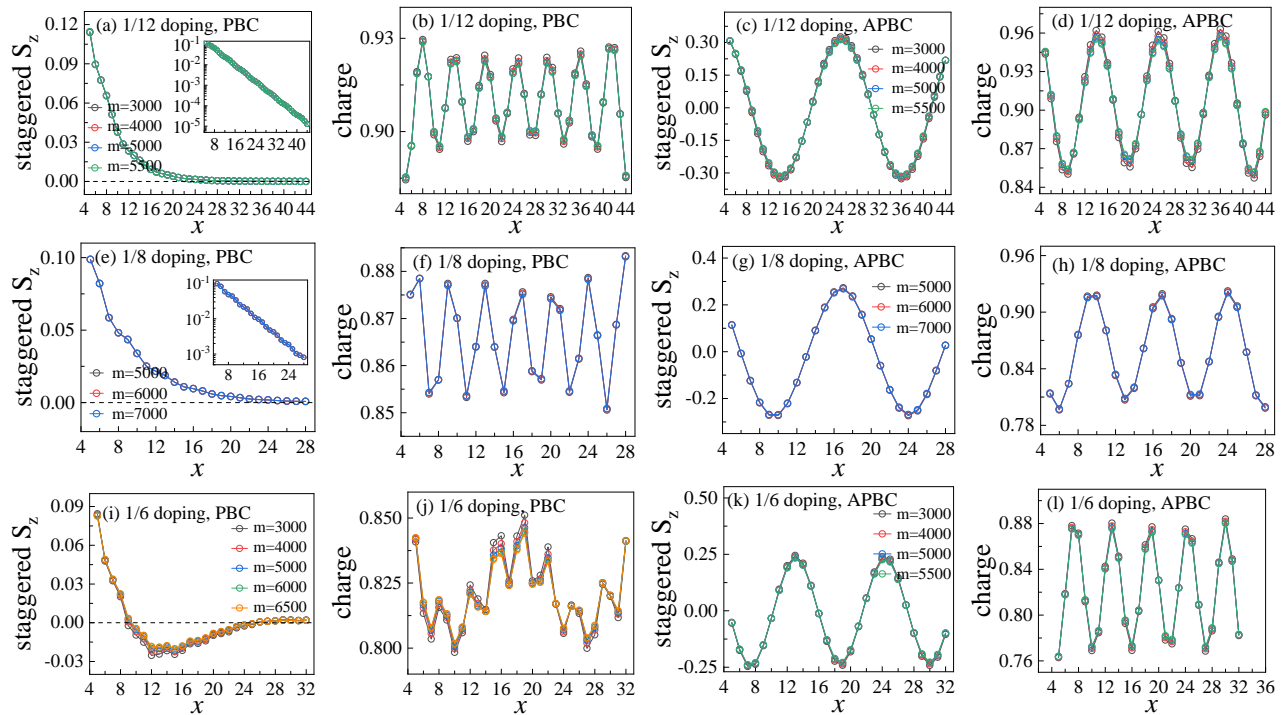 (a) 1/12 doping, PBC
staggered S_z
0.12
0.09
0.06
0.03
0.00
m=3000
m=4000
m=5000
m=5500
10^-1
10^-2
10^-3
10^-4
10^-5
8 16 24 32 40
4 8 12 16 20 24 28 32 36 40 44
x
(b) 1/12 doping, PBC
charge
0.93
0.90
4 8 12 16 20 24 28 32 36 40 44
x
(c) 1/12 doping, APBC
staggered S_z
0.30
0.15
0.00
-0.15
-0.30
m=3000
m=4000
m=5000
m=5500
4 8 12 16 20 24 28 32 36 40 44
x
(d) 1/12 doping, APBC
charge
0.96
0.93
0.90
0.87
0.84
4 8 12 16 20 24 28 32 36 40 44
x
(e) 1/8 doping, PBC
staggered S_z
0.10
0.05
0.00
m=5000
m=6000
m=7000
10^-1
10^-2
10^-3
8 16 24
4 8 12 16 20 24 28
x
(f) 1/8 doping, PBC
charge
0.88
0.87
0.86
0.85
4 8 12 16 20 24 28
x
(g) 1/8 doping, APBC
staggered S_z
0.2
0.0
-0.2
m=5000
m=6000
m=7000
4 8 12 16 20 24 28
x
(h) 1/8 doping, APBC
charge
0.96
0.90
0.84
0.78
4 8 12 16 20 24 28
x
(i) 1/6 doping, PBC
staggered S_z
0.09
0.06
0.03
0.00
-0.03
m=3000
m=4000
m=5000
m=6000
m=6500
4 8 12 16 20 24 28 32
x
(j) 1/6 doping, PBC
charge
0.850
0.825
0.800
4 8 12 16 20 24 28 32
x
(k) 1/6 doping, APBC
staggered S_z
0.50
0.25
0.00
-0.25
m=3000
m=4000
m=5000
m=5500
4 8 12 16 20 24 28 32
x
(l) 1/6 doping, APBC
charge
0.88
0.84
0.80
0.76
4 8 12 16 20 24 28 32 36
x